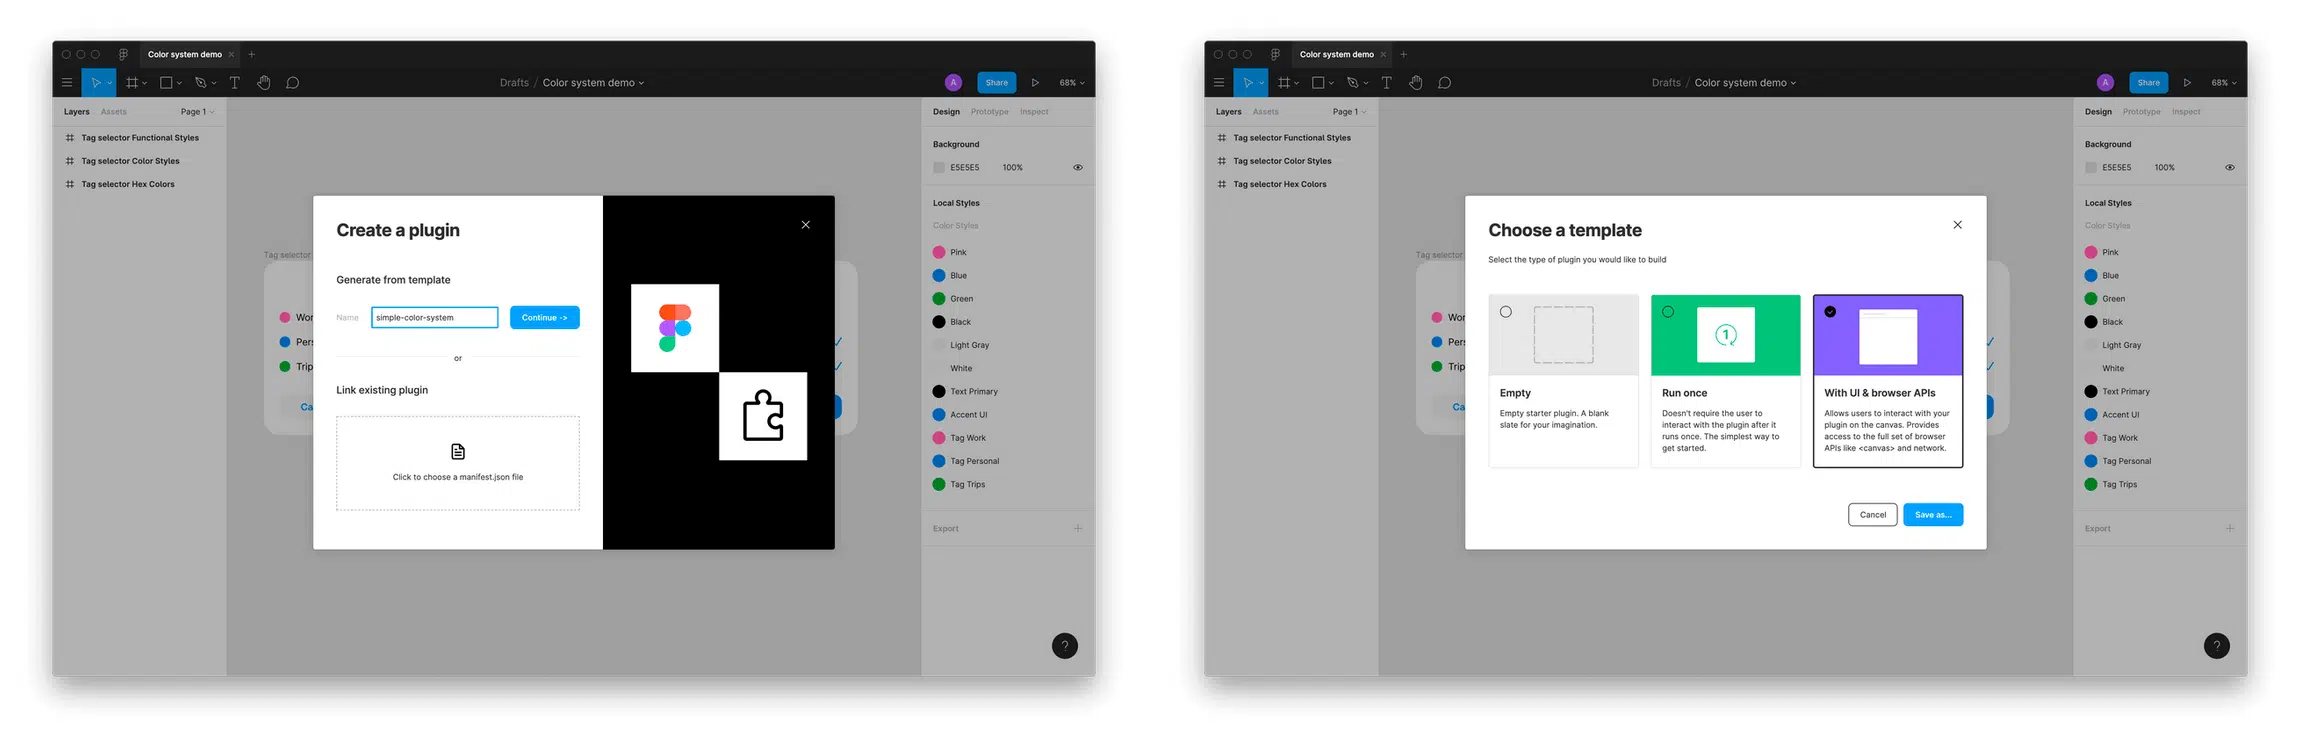 Color system demo
Drafts / Color system demo
A
Share
68%
Layers
Assets
Page 1
Tag selector Functional Styles
Tag selector Color Styles
Tag selector Hex Colors
Tag selector
Create a plugin
Generate from template
Name
simple-color-system
Continue ->
or
Link existing plugin
Click to choose a manifest.json file
Design
Prototype
Inspect
Background
E5E5E5
100%
Local Styles
Color Styles
Pink
Blue
Green
Black
Light Gray
White
Text Primary
Accent UI
Tag Work
Tag Personal
Tag Trips
Export
?
Color system demo
Drafts / Color system demo
A
Share
68%
Layers
Assets
Page 1
Tag selector Functional Styles
Tag selector Color Styles
Tag selector Hex Colors
Tag selector
Choose a template
Select the type of plugin you would like to build
Empty
Empty starter plugin. A blank
slate for your imagination.
1
Run once
Doesn't require the user to
interact with the plugin after it
runs once. The simplest way to
get started.
With UI & browser APIs
Allows users to interact with your
plugin on the canvas. Provides
access to the full set of browser
APIs like <canvas> and network.
Cancel
Save as...
Design
Prototype
Inspect
Background
E5E5E5
100%
Local Styles
Color Styles
Pink
Blue
Green
Black
Light Gray
White
Text Primary
Accent UI
Tag Work
Tag Personal
Tag Trips
Export
?